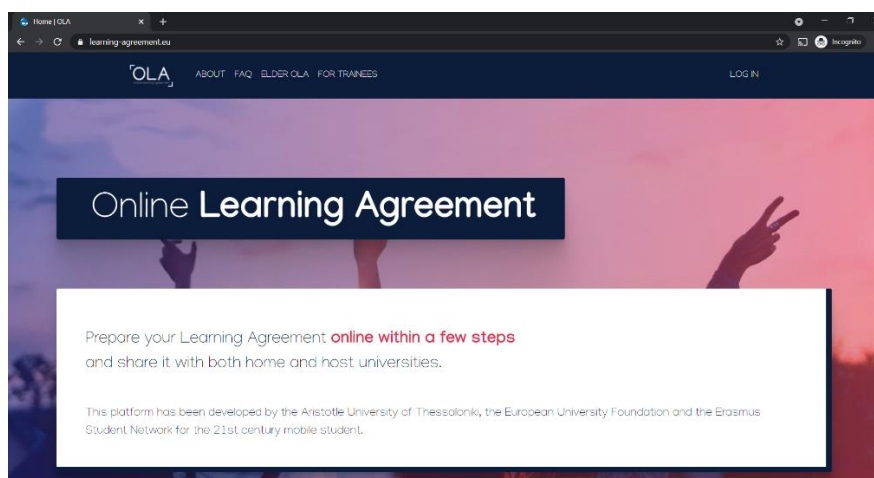 Home | OLA
learning-agreement.eu
Incognito
OLA
ABOUT FAQ ELDER OLA FOR TRAINEES
LOG IN
Online Learning Agreement
Prepare your Learning Agreement online within a few steps
and share it with both home and host universities.
This platform has been developed by the Aristotle University of Thessaloniki, the European University Foundation and the Erasmus
Student Network for the 21st century mobile student.